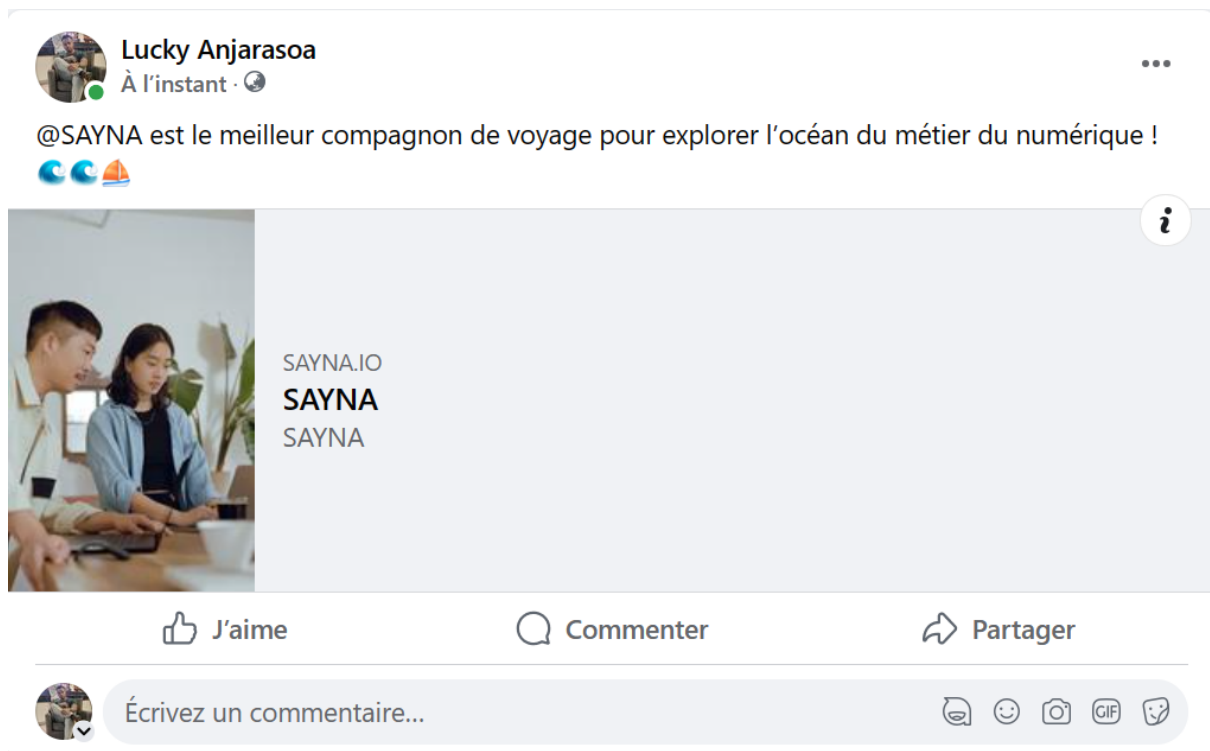 Lucky Anjarasoa
À l’instant ·
@SAYNA est le meilleur compagnon de voyage pour explorer l’océan du métier du numérique !
🌊🌊⛵
i
SAYNA.IO
SAYNA
SAYNA
J’aime
Commenter
Partager
Écrivez un commentaire...
GIF